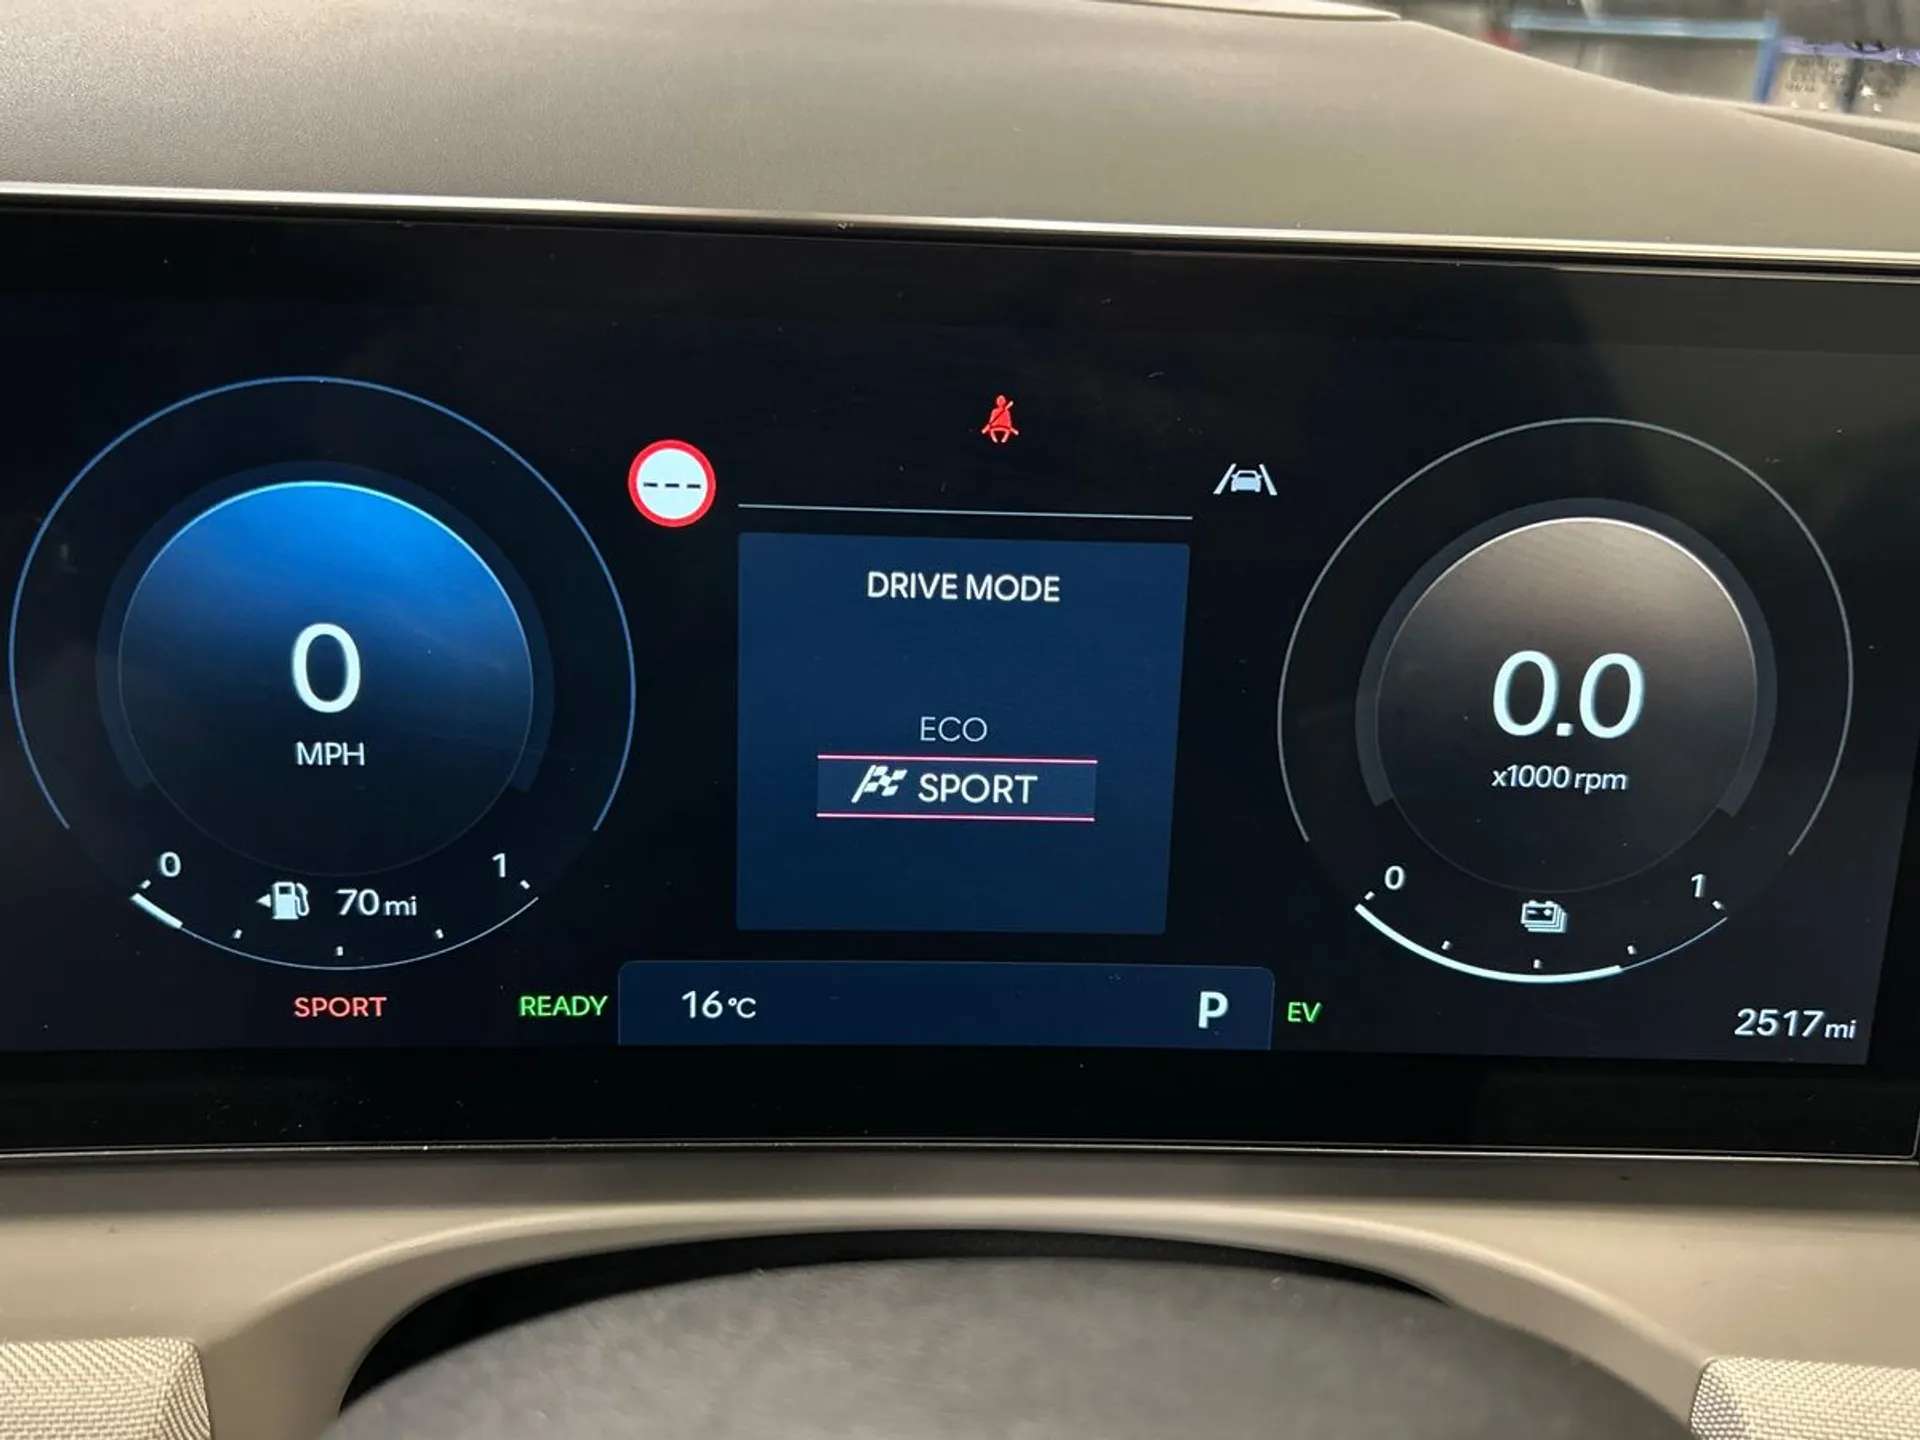 ---
DRIVE MODE
ECO
SPORT
0
MPH
0.0
x1000 rpm
0
1
70 mi
0
1
SPORT
READY
16°C
P
EV
2517 mi